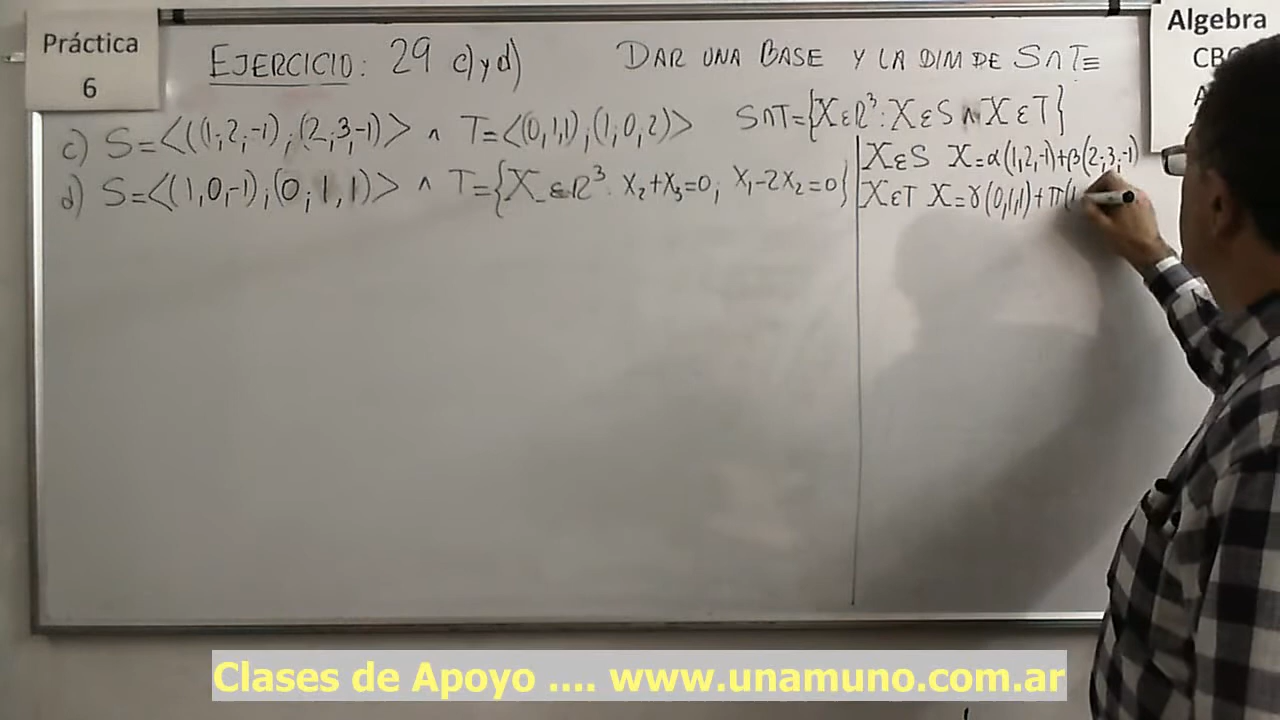 Práctica
6
EJERCICIO: 29 c) y d)
DAR UNA BASE Y LA DIM DE S∩T≡
Algebra
CBC
A
c) S=<((1,2,-1);(2,3,-1)> ∧ T=<(0,1,1),(1,0,2)>
S∩T={X∈R³: X∈S ∧ X∈T}
d) S=<(1,0,-1);(0;1,1)> ∧ T={X∈R³. X₂+X₃=0, X₁-2X₂=0}
X∈S X=α(1,2,-1)+β(2;3,-1)
X∈T X=γ(0,1,1)+π(1
Clases de Apoyo .... www.unamuno.com.ar